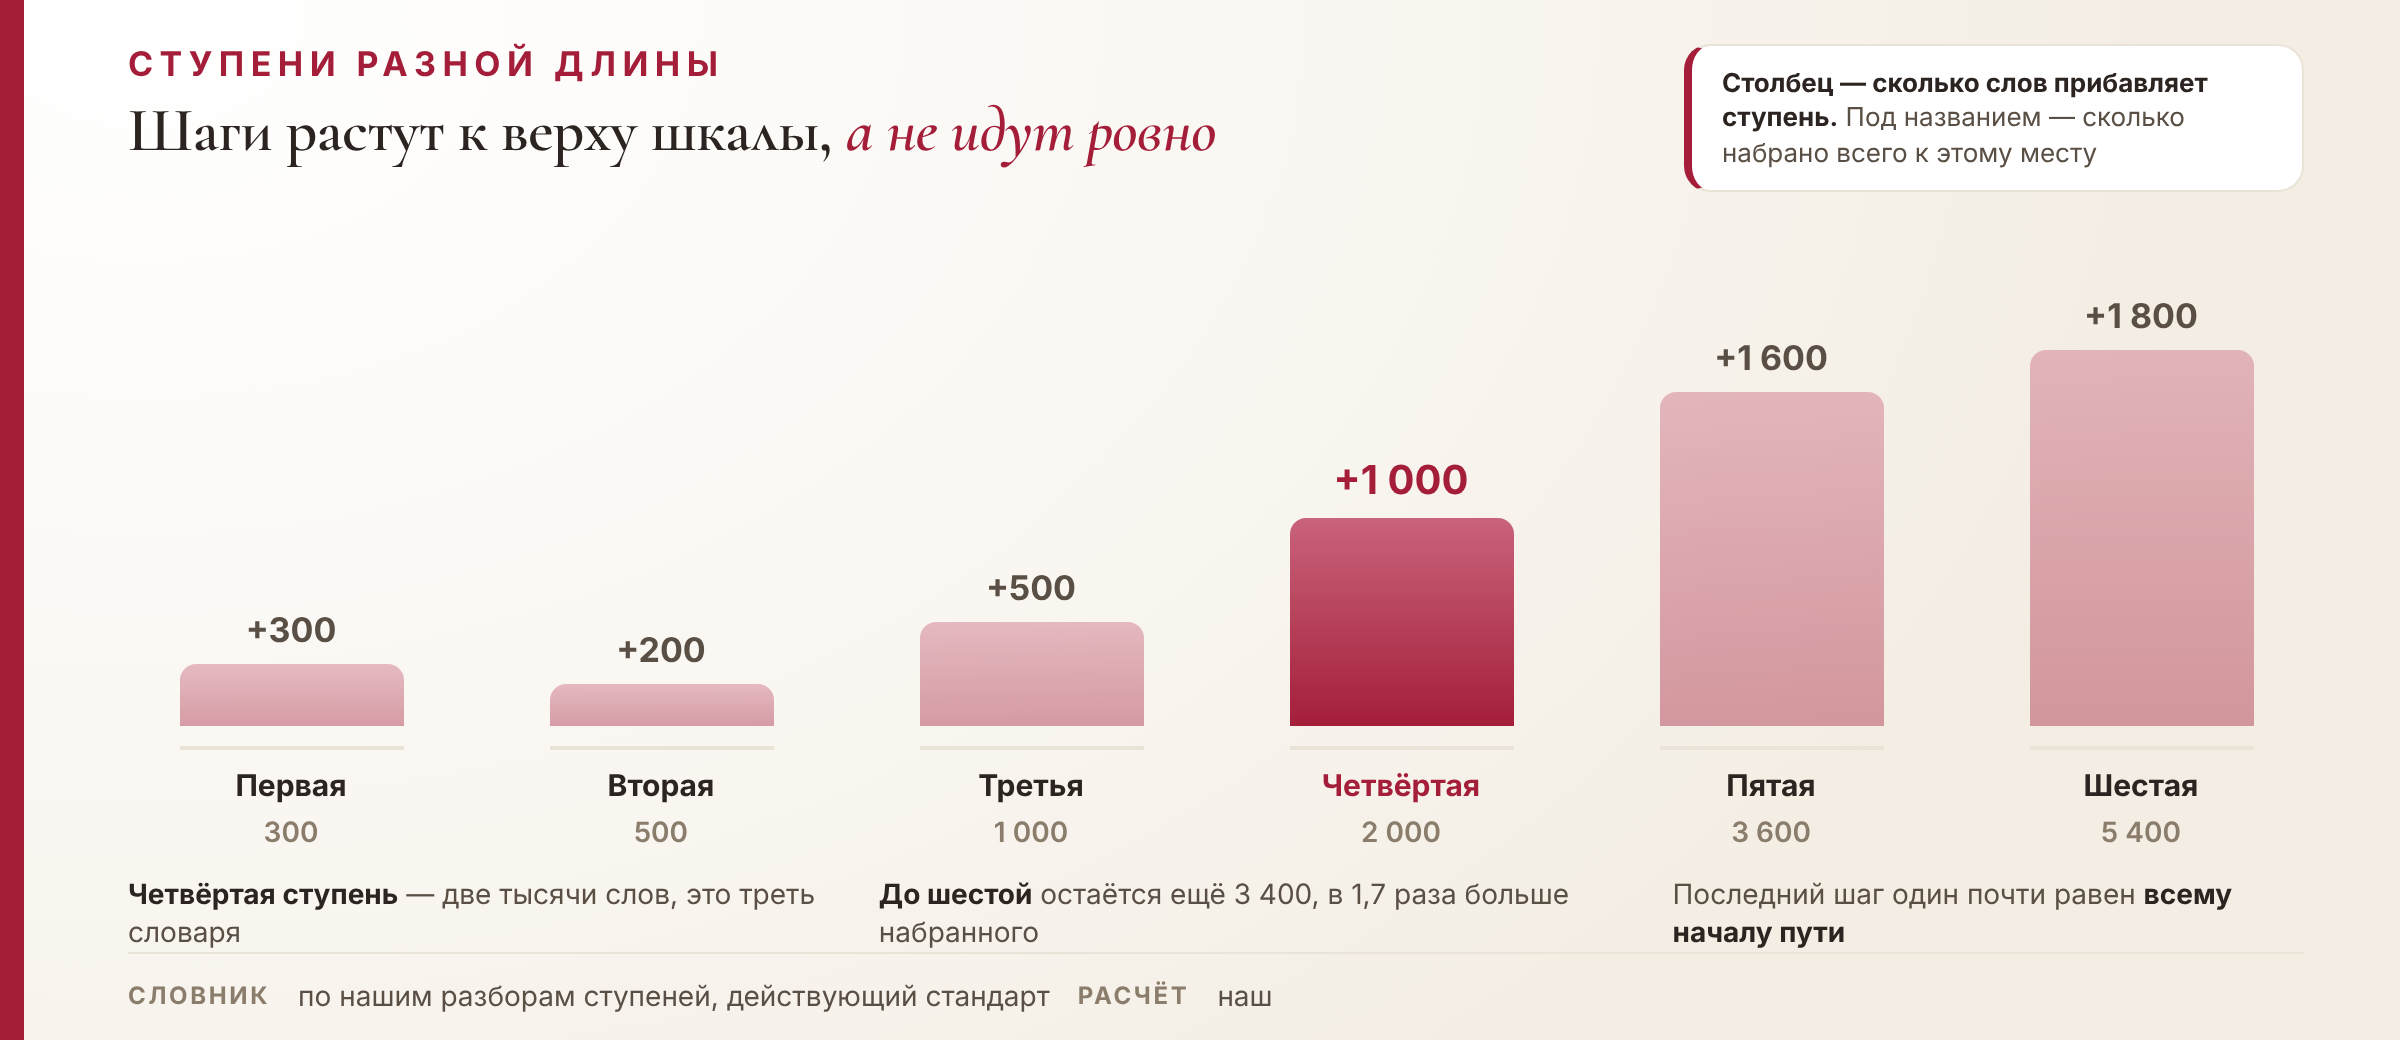 СТУПЕНИ РАЗНОЙ ДЛИНЫ
Шаги растут к верху шкалы, а не идут ровно
Столбец — сколько слов прибавляет
ступень. Под названием — сколько
набрано всего к этому месту
+300
+200
+500
+1 000
+1 600
+1 800
Первая
Вторая
Третья
Четвёртая
Пятая
Шестая
300
500
1 000
2 000
3 600
5 400
Четвёртая ступень — две тысячи слов, это треть
словаря
До шестой остаётся ещё 3 400, в 1,7 раза больше
набранного
Последний шаг один почти равен всему
началу пути
СЛОВНИК по нашим разборам ступеней, действующий стандарт РАСЧЁТ наш